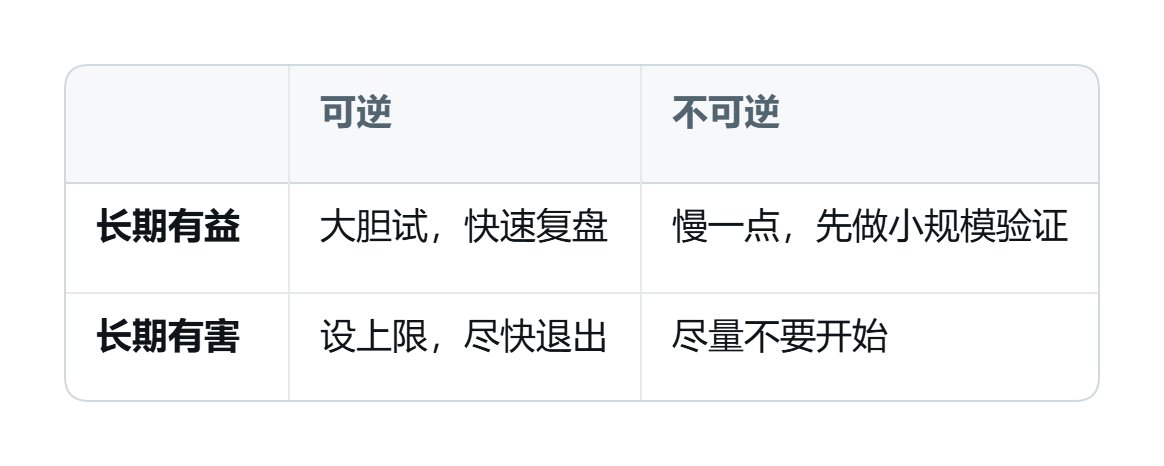 可逆
不可逆
长期有益
大胆试，快速复盘
慢一点，先做小规模验证
长期有害
设上限，尽快退出
尽量不要开始